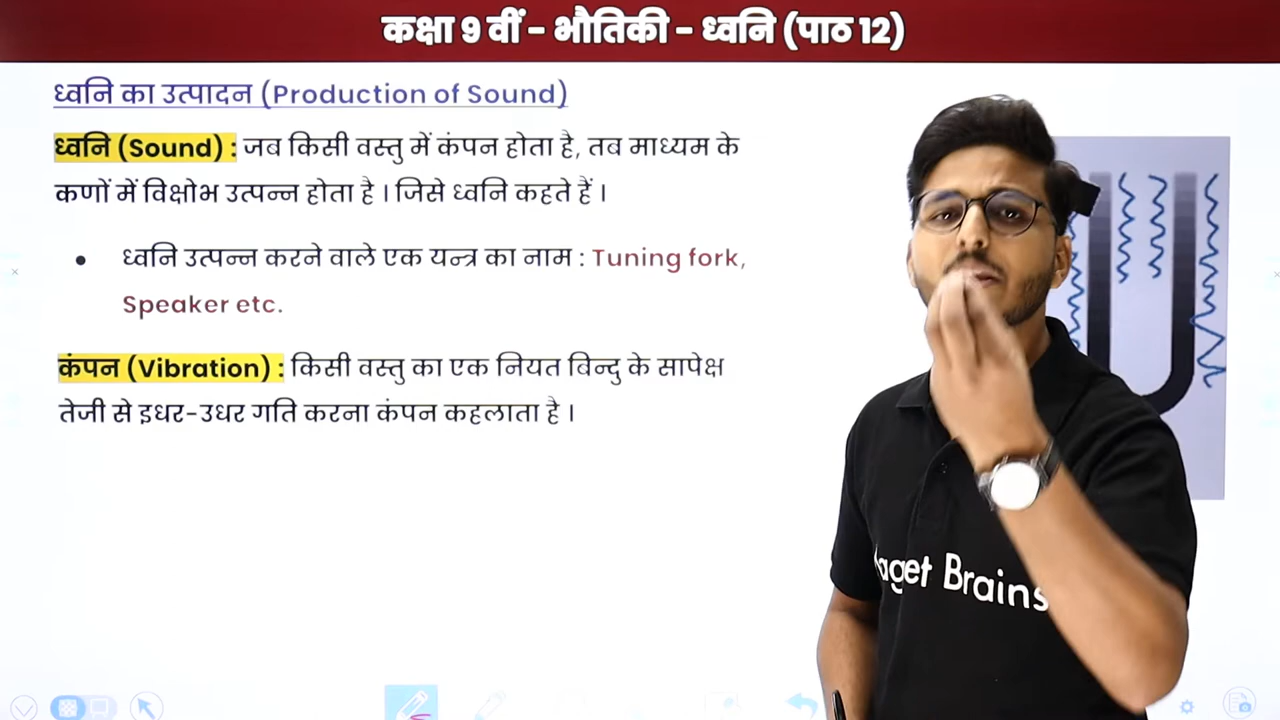 कक्षा 9 वीं - भौतिकी - ध्वनि (पाठ 12)
ध्वनि का उत्पादन (Production of Sound)
ध्वनि (Sound) : जब किसी वस्तु में कंपन होता है, तब माध्यम के
कणों में विक्षोभ उत्पन्न होता है । जिसे ध्वनि कहते हैं ।
• ध्वनि उत्पन्न करने वाले एक यन्त्र का नाम : Tuning fork,
Speaker etc.
कंपन (Vibration) : किसी वस्तु का एक नियत बिन्दु के सापेक्ष
तेजी से इधर-उधर गति करना कंपन कहलाता है ।
Brains